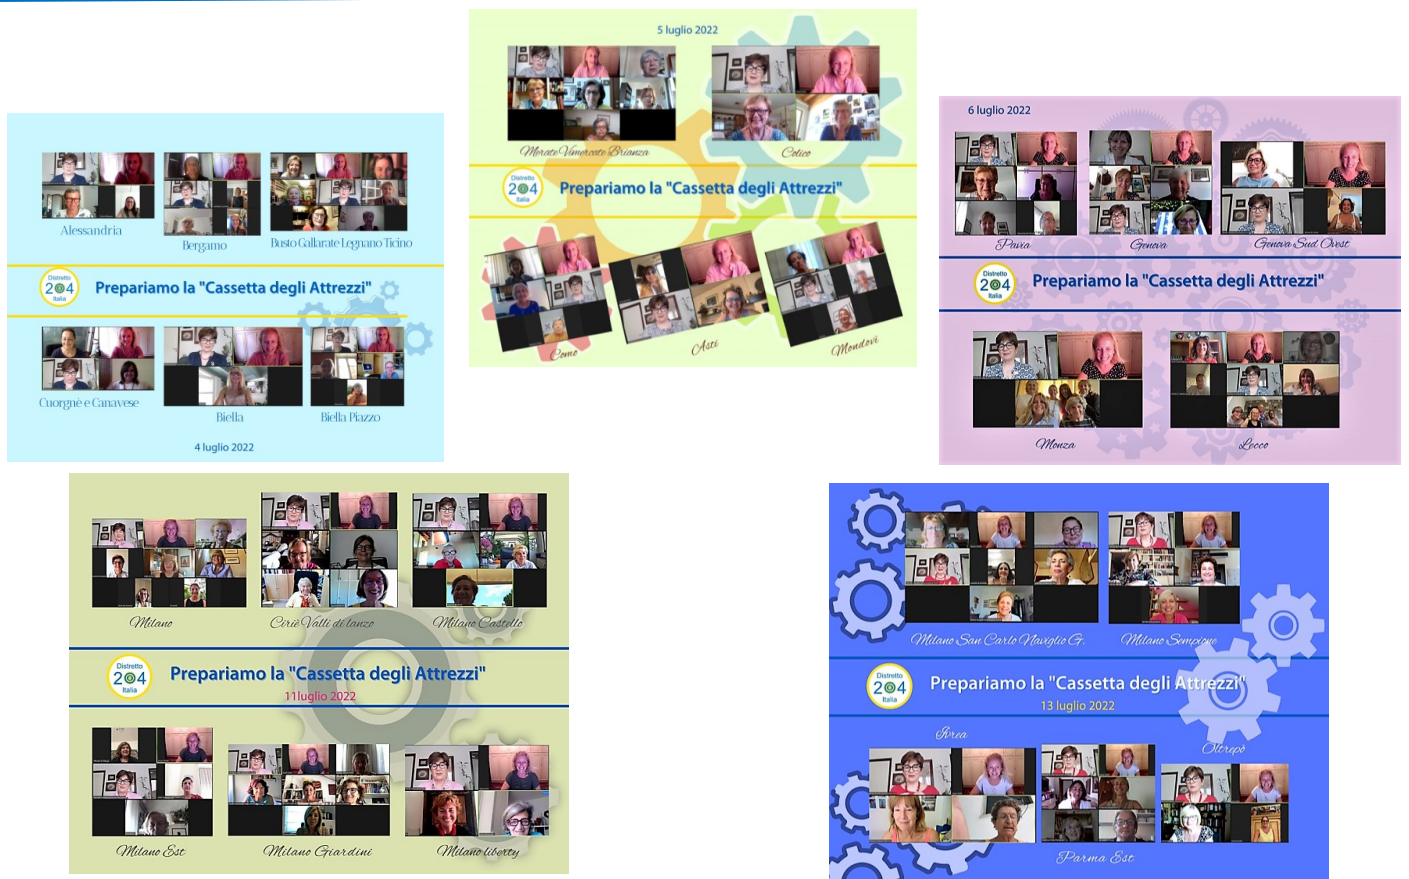 Alessandria
Bergamo
Busto Gallarate Legnano Ticino
Distretto
204
Italia
Prepariamo la "Cassetta degli Attrezzi"
Cuorgnè e Canavese
Biella
Biella Piazzo
4 luglio 2022
5 luglio 2022
Merate Vimercate Brianza
Colico
Distretto
204
Italia
Prepariamo la "Cassetta degli Attrezzi"
Como
Asti
Mondovì
6 luglio 2022
Pavia
Genova
Genova Sud Ovest
Distretto
204
Italia
Prepariamo la "Cassetta degli Attrezzi"
Monza
Lecco
Milano
Ciriè Valli di lanzo
Milano Castello
Distretto
204
Italia
Prepariamo la "Cassetta degli Attrezzi"
11luglio 2022
Milano Est
Milano Giardini
Milano liberty
Milano San Carlo Naviglio G.
Milano Sempione
Distretto
204
Italia
Prepariamo la "Cassetta degli Attrezzi"
13 luglio 2022
Ivrea
Oltrepò
Parma Est